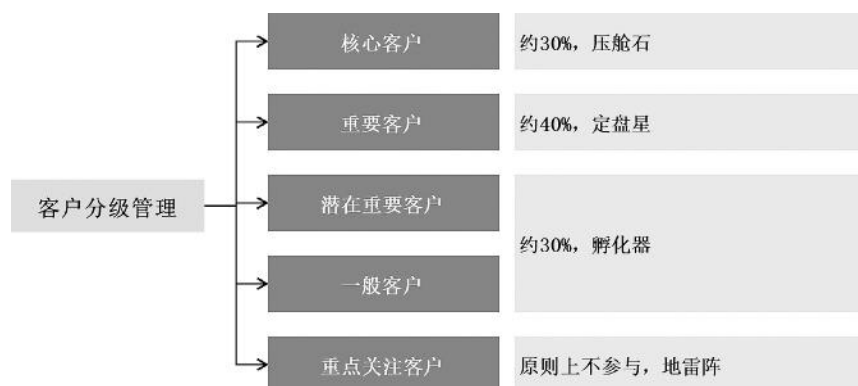 核心客户
约30%，压舱石
重要客户
约40%，定盘星
客户分级管理
潜在重要客户
约30%，孵化器
一般客户
重点关注客户
原则上不参与，地雷阵